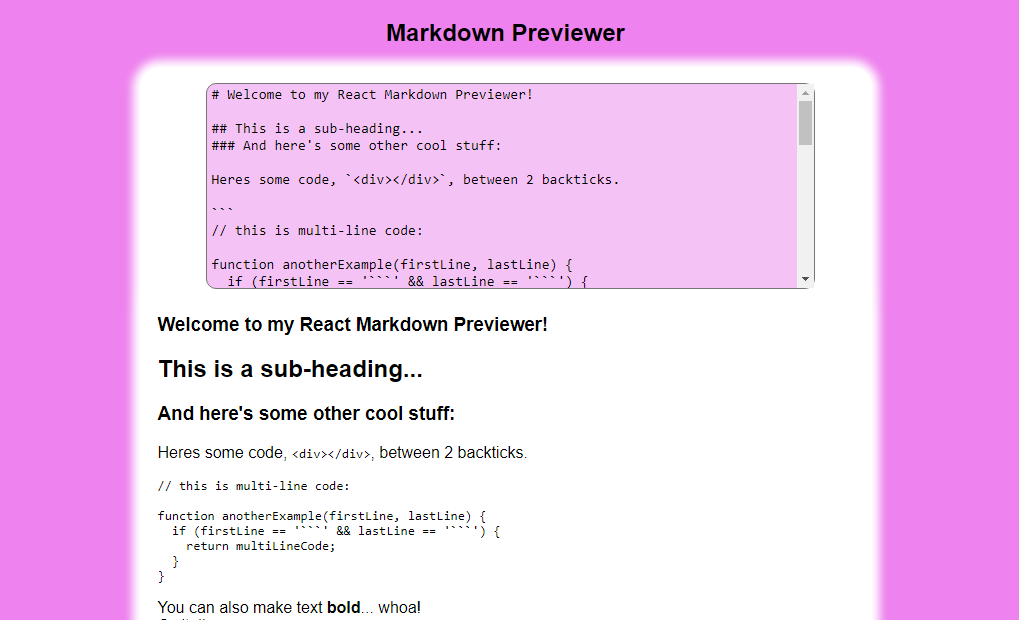 Markdown Previewer
# Welcome to my React Markdown Previewer!
## This is a sub-heading...
### And here's some other cool stuff:
Heres some code, `<div></div>`, between 2 backticks.
```
// this is multi-line code:
function anotherExample(firstLine, lastLine) {
  if (firstLine == '```' && lastLine == '```') {
Welcome to my React Markdown Previewer!
This is a sub-heading...
And here's some other cool stuff:
Heres some code, <div></div>, between 2 backticks.
// this is multi-line code:
function anotherExample(firstLine, lastLine) {
  if (firstLine == '```' && lastLine == '```') {
    return multiLineCode;
  }
}
You can also make text bold... whoa!